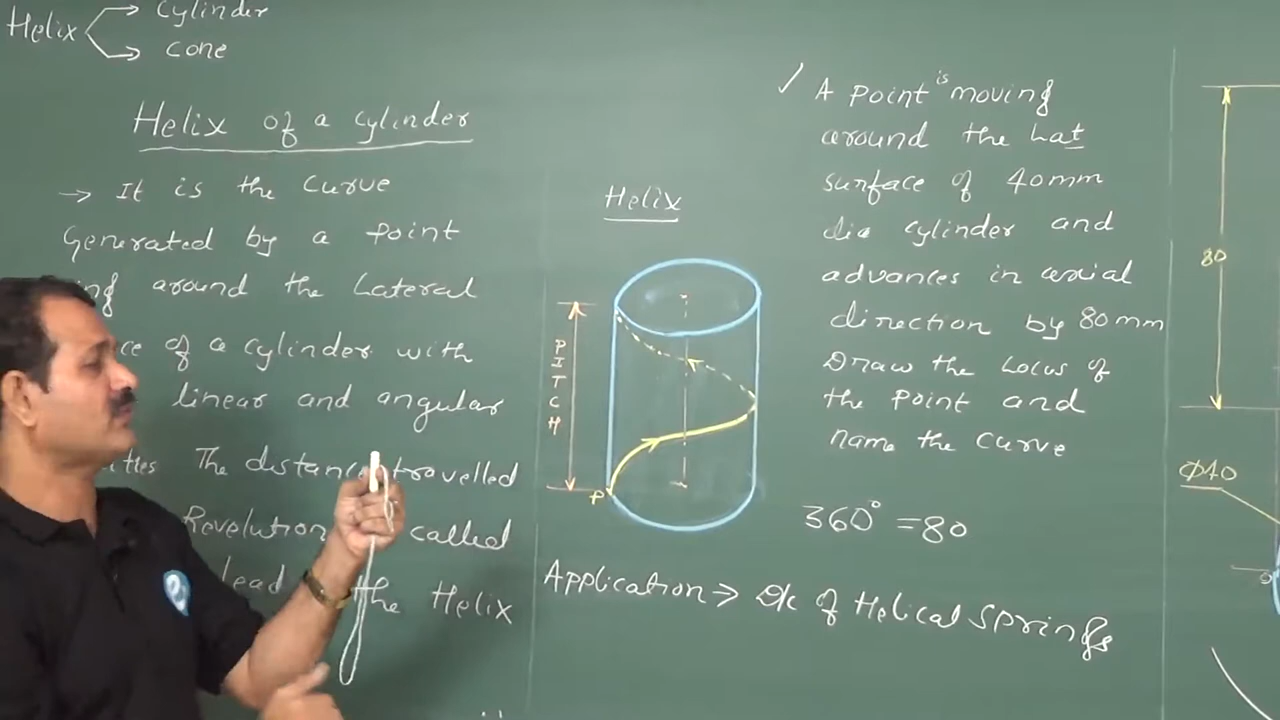 Helix
Cylinder
Cone
Helix of a Cylinder
→ It is the Curve
Generated by a Point
around the Lateral
of a cylinder with
linear and angular
The distance travelled
Revolution called
lead the Helix
Helix
PITCH
P
Application → of Helical Springs
✓ A Point is moving
around the Lat
surface of 40mm
dia cylinder and
advances in axial
direction by 80mm
Draw the Locus of
the Point and
name the curve
360° = 80
80
Φ40